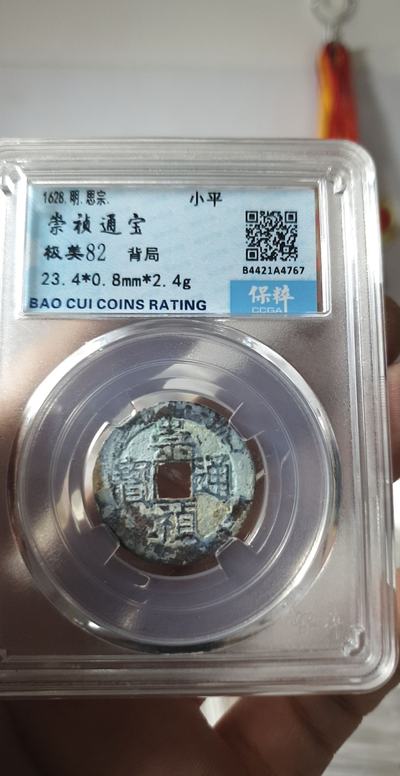 1628.明.思宗. 小平
崇祯通宝
极美82 背局
23.4*0.8mm*2.4g
B4421A4767
BAO CUI COINS RATING
保粹
CCGA
崇
寶 通
禎